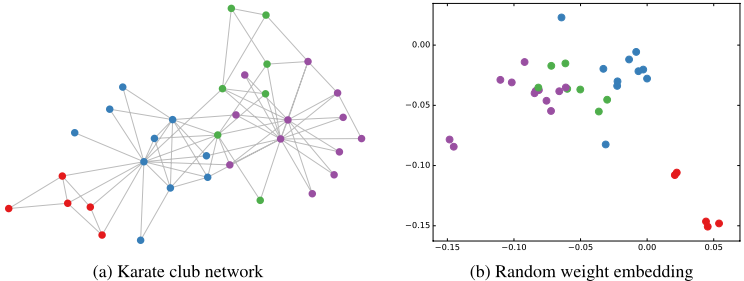 0.00
−0.05
−0.10
−0.15
−0.15 −0.10 −0.05 0.00 0.05
(a) Karate club network
(b) Random weight embedding